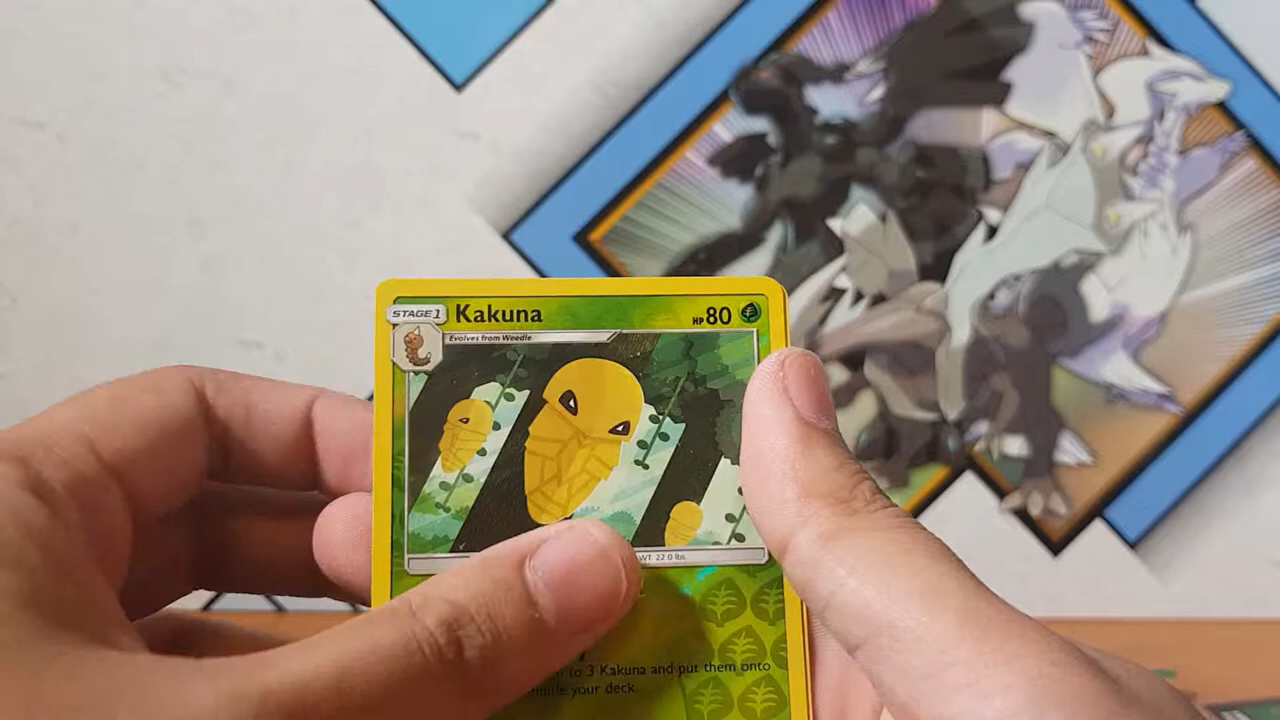 STAGE 1 Kakuna HP 80
Evolves from Weedle
WT. 22.0 lbs
to 3 Kakuna and put them onto
your deck